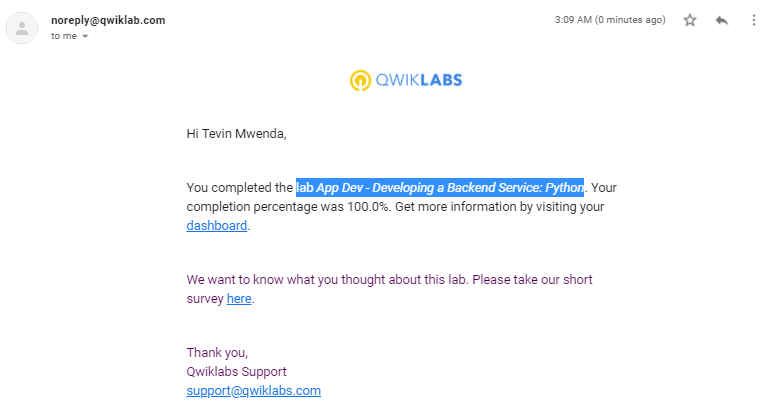 noreply@qwiklab.com
3:09 AM (0 minutes ago)
to me
QWIKLABS
Hi Tevin Mwenda,
You completed the lab App Dev - Developing a Backend Service: Python. Your
completion percentage was 100.0%. Get more information by visiting your
dashboard.
We want to know what you thought about this lab. Please take our short
survey here.
Thank you,
Qwiklabs Support
support@qwiklabs.com